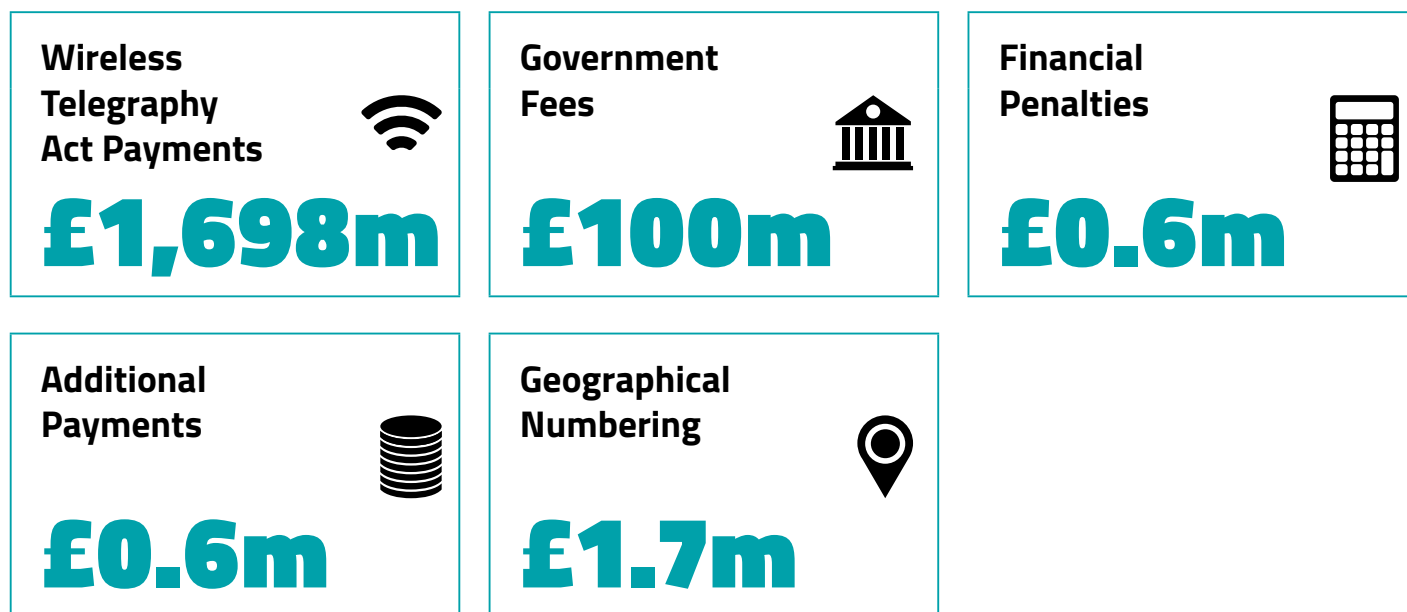 Wireless
Telegraphy
Act Payments
£1,698m
Government
Fees
£100m
Financial
Penalties
£0.6m
Additional
Payments
£0.6m
Geographical
Numbering
£1.7m